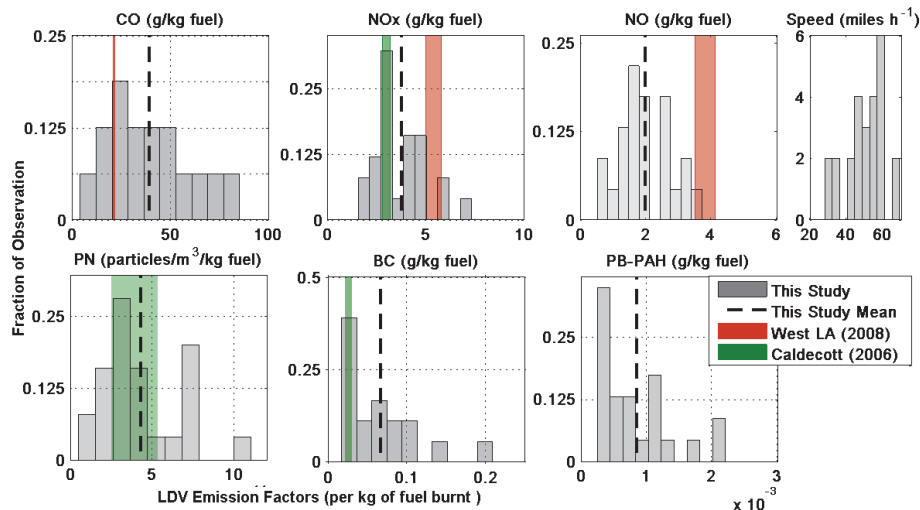 CO (g/kg fuel)
NOx (g/kg fuel)
NO (g/kg fuel)
Speed (miles h⁻¹)
0.25
0.125
0
0 50 100
0.25
0.125
0
0 5 10
0.25
0.125
0
0 2 4 6
6
4
2
0
20 40 60
Fraction of Observation
PN (particles/m³/kg fuel)
BC (g/kg fuel)
PB-PAH (g/kg fuel)
0.25
0.125
0
0 5 10
0.5
0.25
0
0 0.1 0.2
0.25
0.125
0
0 1 2 3
x 10⁻³
This Study
This Study Mean
West LA (2008)
Caldecott (2006)
LDV Emission Factors (per kg of fuel burnt )